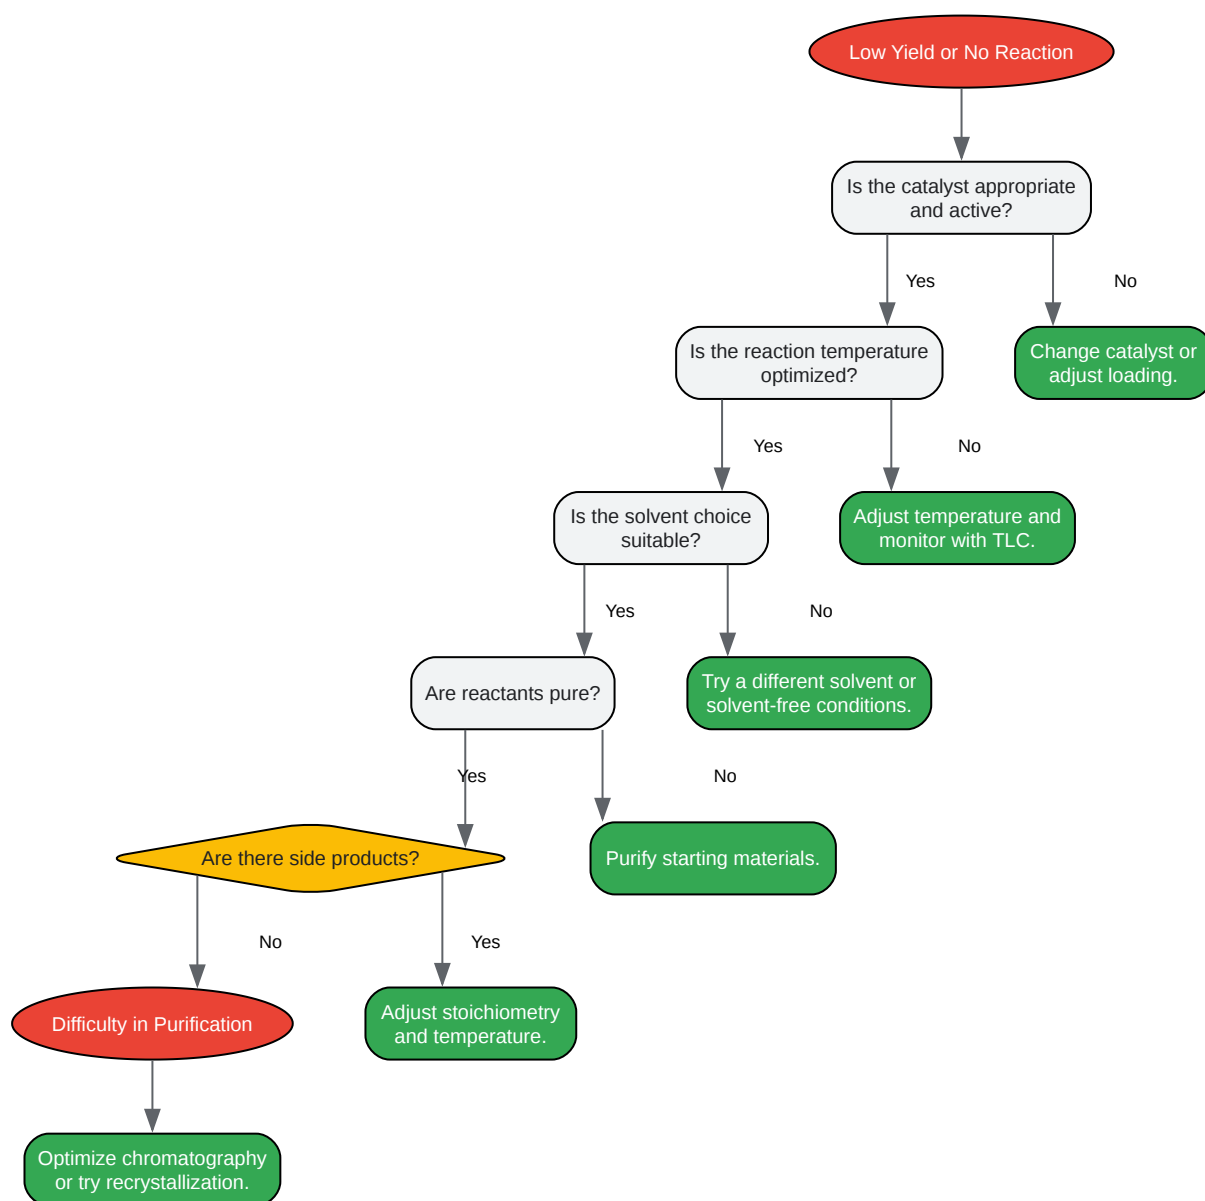 Low Yield or No Reaction
Is the catalyst appropriate
and active?
Yes
No
Is the reaction temperature
optimized?
Change catalyst or
adjust loading.
Yes
No
Is the solvent choice
suitable?
Adjust temperature and
monitor with TLC.
Yes
No
Are reactants pure?
Try a different solvent or
solvent-free conditions.
Yes
No
Are there side products?
Purify starting materials.
No
Yes
Difficulty in Purification
Adjust stoichiometry
and temperature.
Optimize chromatography
or try recrystallization.